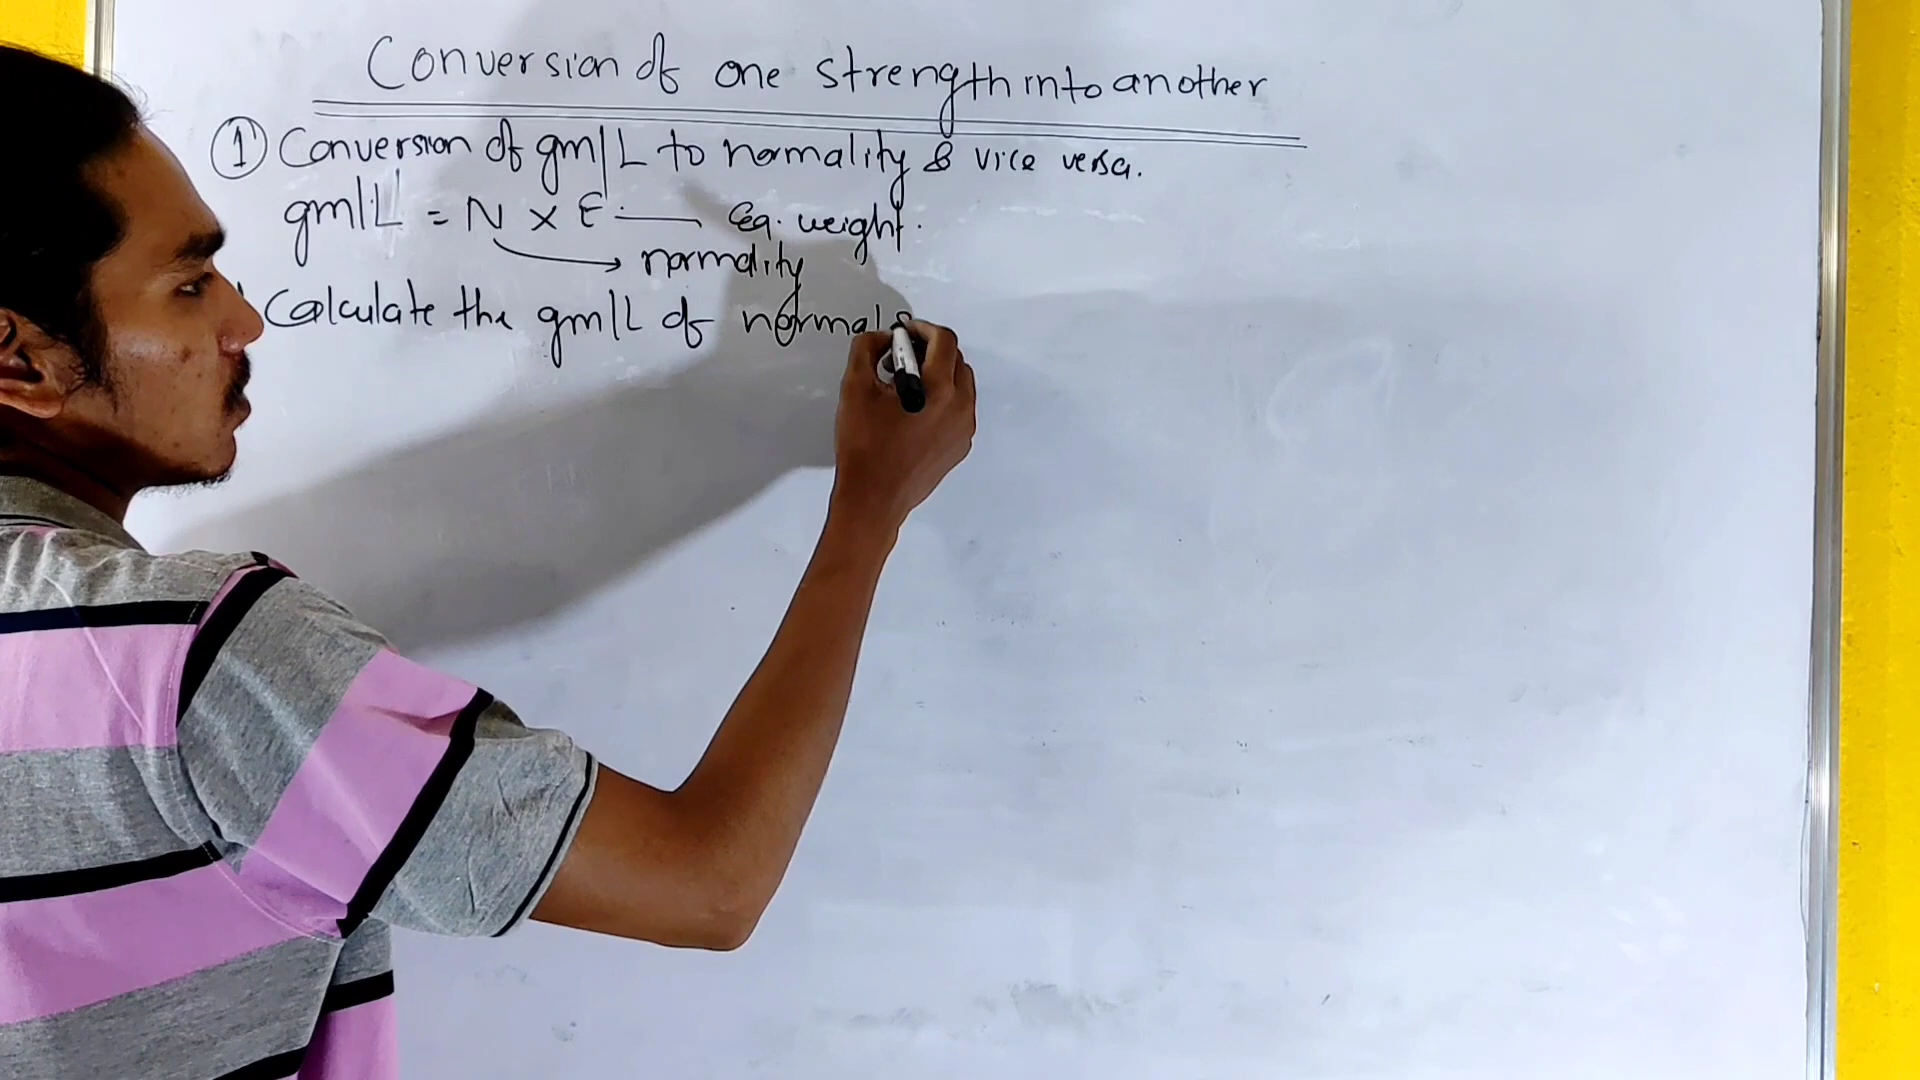 Conversion of one strength into another
① Conversion of gm/L to normality & vice versa.
gm/L = N × E — Eq. weight.
→ normality
Calculate the gm/L of normal